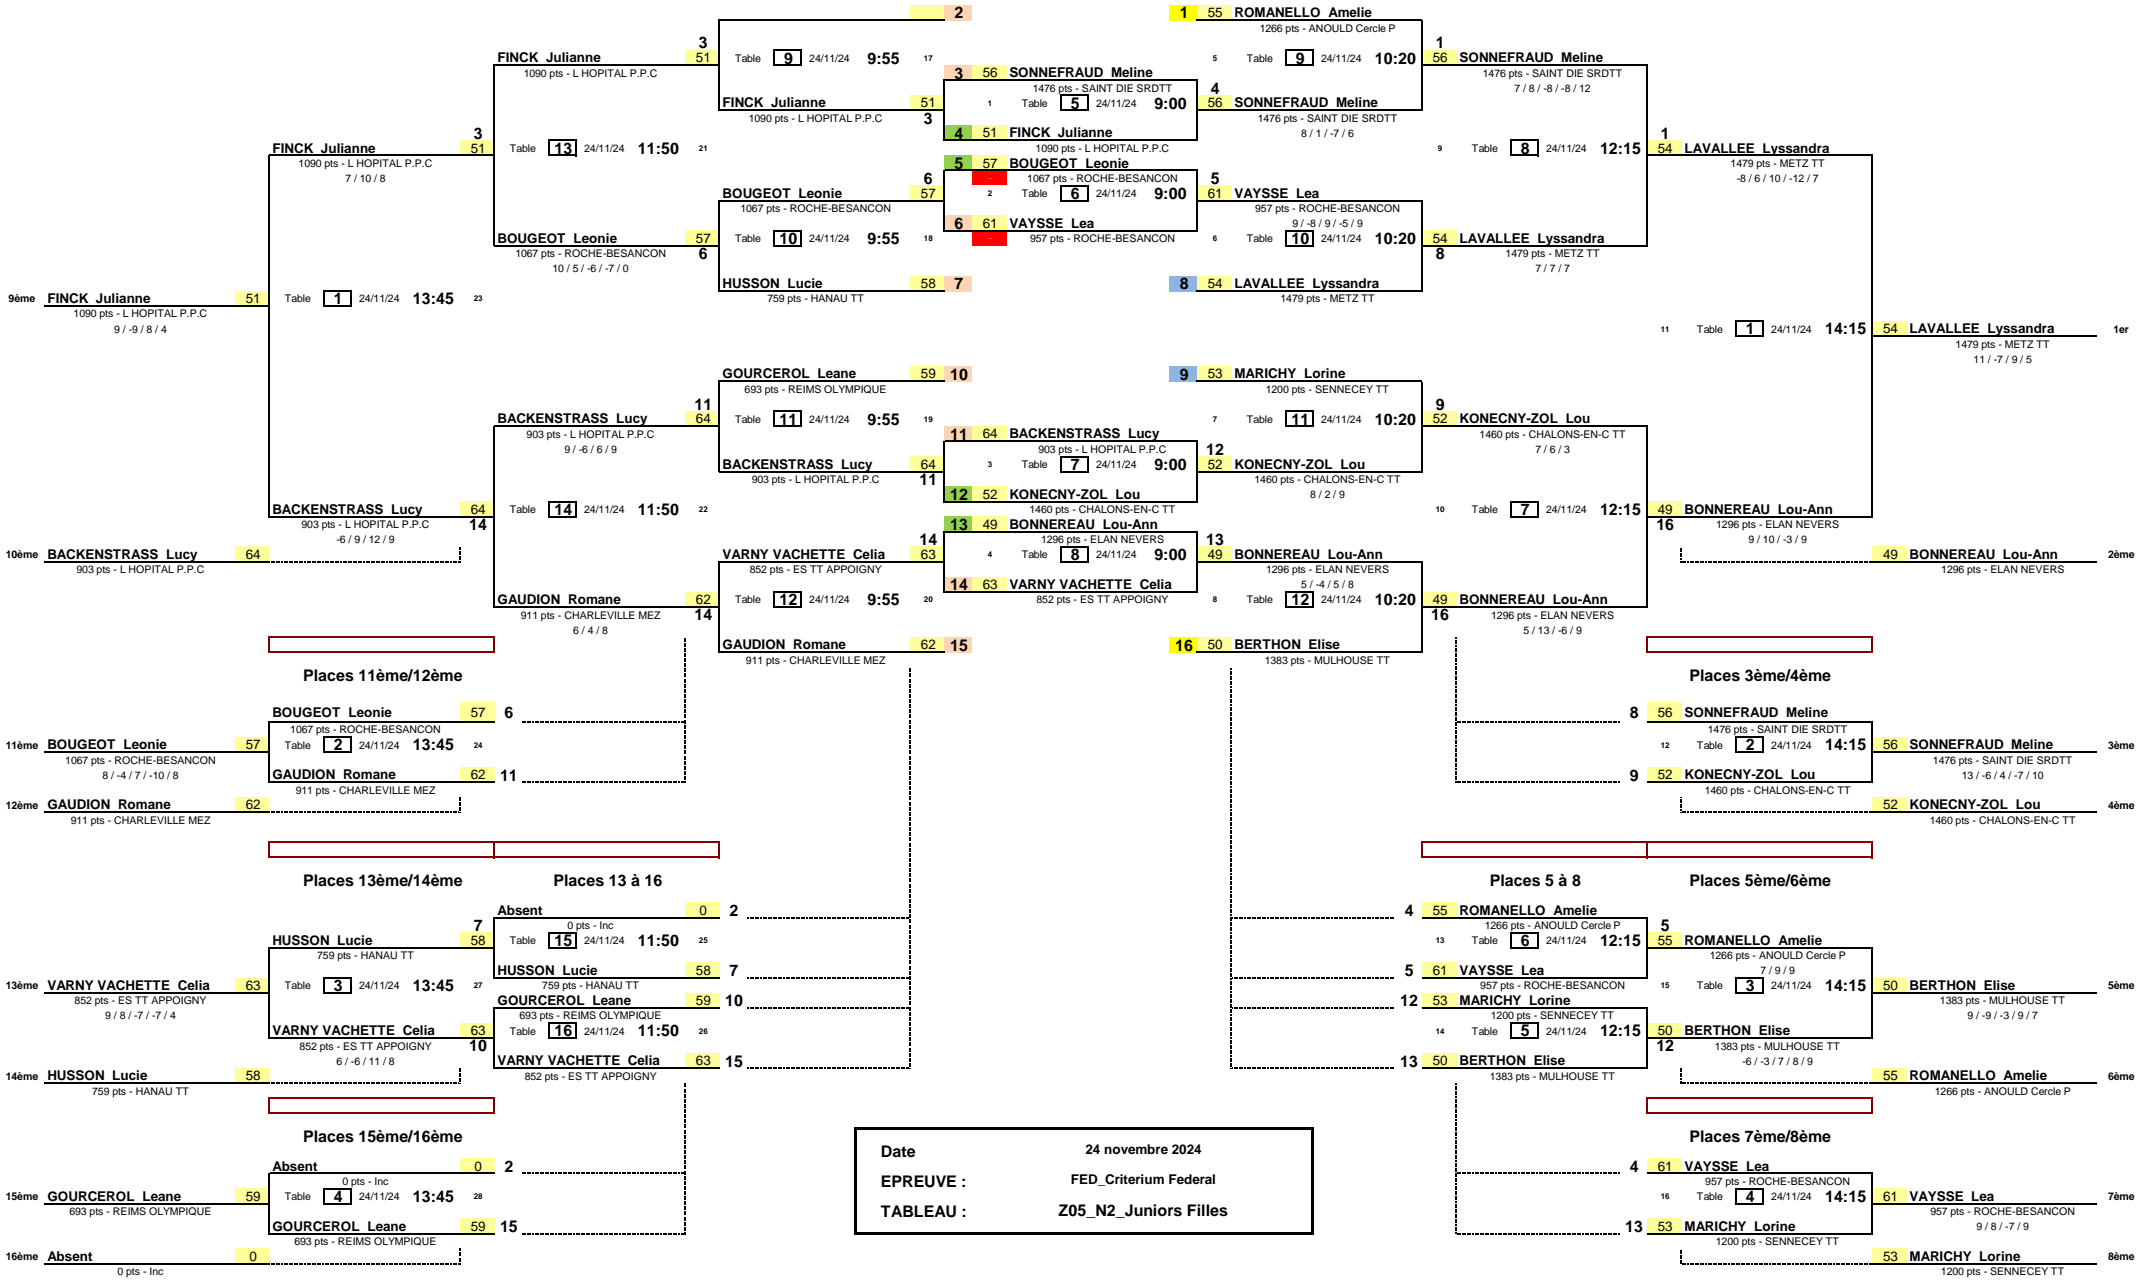 2
1 55 ROMANELLO Amelie
1266 pts - ANOULD Cercle P
3
FINCK Julianne 51
1090 pts - L HOPITAL P.P.C
Table 9 24/11/24 9:55 17
5 Table 9 24/11/24 10:20
1
56 SONNEFRAUD Meline
1476 pts - SAINT DIE SRDTT
7 / 8 / -8 / -8 / 12
3 56 SONNEFRAUD Meline
1476 pts - SAINT DIE SRDTT
FINCK Julianne 51
1090 pts - L HOPITAL P.P.C
3
1 Table 5 24/11/24 9:00
4
56 SONNEFRAUD Meline
1476 pts - SAINT DIE SRDTT
8 / 1 / -7 / 6
4 51 FINCK Julianne
1090 pts - L HOPITAL P.P.C
3
FINCK Julianne 51
1090 pts - L HOPITAL P.P.C
7 / 10 / 8
Table 13 24/11/24 11:50 21
9 Table 8 24/11/24 12:15
1
54 LAVALLEE Lyssandra
1479 pts - METZ TT
-8 / 6 / 10 / -12 / 7
5 57 BOUGEOT Leonie
1067 pts - ROCHE-BESANCON
6
BOUGEOT Leonie 57
1067 pts - ROCHE-BESANCON
2 Table 6 24/11/24 9:00
5
61 VAYSSE Lea
957 pts - ROCHE-BESANCON
9 / -8 / 9 / -5 / 9
6 61 VAYSSE Lea
957 pts - ROCHE-BESANCON
BOUGEOT Leonie 57
1067 pts - ROCHE-BESANCON
6
10 / 5 / -6 / -7 / 0
Table 10 24/11/24 9:55 18
6 Table 10 24/11/24 10:20
54 LAVALLEE Lyssandra
8
1479 pts - METZ TT
7 / 7 / 7
HUSSON Lucie 58 7
759 pts - HANAU TT
8 54 LAVALLEE Lyssandra
1479 pts - METZ TT
9ème FINCK Julianne 51
1090 pts - L HOPITAL P.P.C
9 / -9 / 8 / 4
Table 1 24/11/24 13:45 23
11 Table 1 24/11/24 14:15
54 LAVALLEE Lyssandra 1er
1479 pts - METZ TT
11 / -7 / 9 / 5
GOURCEROL Leane 59 10
693 pts - REIMS OLYMPIQUE
9 53 MARICHY Lorine
1200 pts - SENNECEY TT
11
BACKENSTRASS Lucy 64
903 pts - L HOPITAL P.P.C
9 / -6 / 6 / 9
Table 11 24/11/24 9:55 19
7 Table 11 24/11/24 10:20
9
52 KONECNY-ZOL Lou
1460 pts - CHALONS-EN-C TT
7 / 6 / 3
11 64 BACKENSTRASS Lucy
903 pts - L HOPITAL P.P.C
BACKENSTRASS Lucy 64
903 pts - L HOPITAL P.P.C
11
3 Table 7 24/11/24 9:00
12
52 KONECNY-ZOL Lou
1460 pts - CHALONS-EN-C TT
8 / 2 / 9
12 52 KONECNY-ZOL Lou
1460 pts - CHALONS-EN-C TT
BACKENSTRASS Lucy 64
903 pts - L HOPITAL P.P.C
14
-6 / 9 / 12 / 9
Table 14 24/11/24 11:50 22
10 Table 7 24/11/24 12:15
49 BONNEREAU Lou-Ann
16
1296 pts - ELAN NEVERS
9 / 10 / -3 / 9
13 49 BONNEREAU Lou-Ann
1296 pts - ELAN NEVERS
10ème BACKENSTRASS Lucy 64
903 pts - L HOPITAL P.P.C
14
VARNY VACHETTE Celia 63
852 pts - ES TT APPOIGNY
4 Table 8 24/11/24 9:00
13
49 BONNEREAU Lou-Ann
1296 pts - ELAN NEVERS
5 / -4 / 5 / 8
49 BONNEREAU Lou-Ann 2ème
1296 pts - ELAN NEVERS
14 63 VARNY VACHETTE Celia
852 pts - ES TT APPOIGNY
GAUDION Romane 62
911 pts - CHARLEVILLE MEZ
14
6 / 4 / 8
Table 12 24/11/24 9:55 20
8 Table 12 24/11/24 10:20
49 BONNEREAU Lou-Ann
16
1296 pts - ELAN NEVERS
5 / 13 / -6 / 9
GAUDION Romane 62 15
911 pts - CHARLEVILLE MEZ
16 50 BERTHON Elise
1383 pts - MULHOUSE TT
Places 11ème/12ème
Places 3ème/4ème
BOUGEOT Leonie 57 6
1067 pts - ROCHE-BESANCON
8 56 SONNEFRAUD Meline
1476 pts - SAINT DIE SRDTT
11ème BOUGEOT Leonie 57
1067 pts - ROCHE-BESANCON
8 / -4 / 7 / -10 / 8
Table 2 24/11/24 13:45 24
12 Table 2 24/11/24 14:15
56 SONNEFRAUD Meline 3ème
1476 pts - SAINT DIE SRDTT
13 / -6 / 4 / -7 / 10
GAUDION Romane 62 11
911 pts - CHARLEVILLE MEZ
9 52 KONECNY-ZOL Lou
1460 pts - CHALONS-EN-C TT
12ème GAUDION Romane 62
911 pts - CHARLEVILLE MEZ
52 KONECNY-ZOL Lou 4ème
1460 pts - CHALONS-EN-C TT
Places 13ème/14ème
Places 13 à 16
Places 5 à 8
Places 5ème/6ème
Absent 0 2
0 pts - Inc
4 55 ROMANELLO Amelie
1266 pts - ANOULD Cercle P
7
HUSSON Lucie 58
759 pts - HANAU TT
Table 15 24/11/24 11:50 25
13 Table 6 24/11/24 12:15
5
55 ROMANELLO Amelie
1266 pts - ANOULD Cercle P
7 / 9 / 9
HUSSON Lucie 58 7
759 pts - HANAU TT
5 61 VAYSSE Lea
957 pts - ROCHE-BESANCON
13ème VARNY VACHETTE Celia 63
852 pts - ES TT APPOIGNY
9 / 8 / -7 / -7 / 4
Table 3 24/11/24 13:45 27
15 Table 3 24/11/24 14:15
50 BERTHON Elise 5ème
1383 pts - MULHOUSE TT
9 / -9 / -3 / 9 / 7
GOURCEROL Leane 59 10
693 pts - REIMS OLYMPIQUE
12 53 MARICHY Lorine
1200 pts - SENNECEY TT
VARNY VACHETTE Celia 63
852 pts - ES TT APPOIGNY
10
6 / -6 / 11 / 8
Table 16 24/11/24 11:50 26
14 Table 5 24/11/24 12:15
50 BERTHON Elise
12
1383 pts - MULHOUSE TT
-6 / -3 / 7 / 8 / 9
VARNY VACHETTE Celia 63 15
852 pts - ES TT APPOIGNY
13 50 BERTHON Elise
1383 pts - MULHOUSE TT
14ème HUSSON Lucie 58
759 pts - HANAU TT
55 ROMANELLO Amelie 6ème
1266 pts - ANOULD Cercle P
Places 15ème/16ème
Places 7ème/8ème
Date 24 novembre 2024
EPREUVE : FED_Criterium Federal
TABLEAU : Z05_N2_Juniors Filles
Absent 0 2
0 pts - Inc
4 61 VAYSSE Lea
957 pts - ROCHE-BESANCON
15ème GOURCEROL Leane 59
693 pts - REIMS OLYMPIQUE
Table 4 24/11/24 13:45 28
16 Table 4 24/11/24 14:15
61 VAYSSE Lea 7ème
957 pts - ROCHE-BESANCON
9 / 8 / -7 / 9
GOURCEROL Leane 59 15
693 pts - REIMS OLYMPIQUE
13 53 MARICHY Lorine
1200 pts - SENNECEY TT
16ème Absent 0
0 pts - Inc
53 MARICHY Lorine 8ème
1200 pts - SENNECEY TT